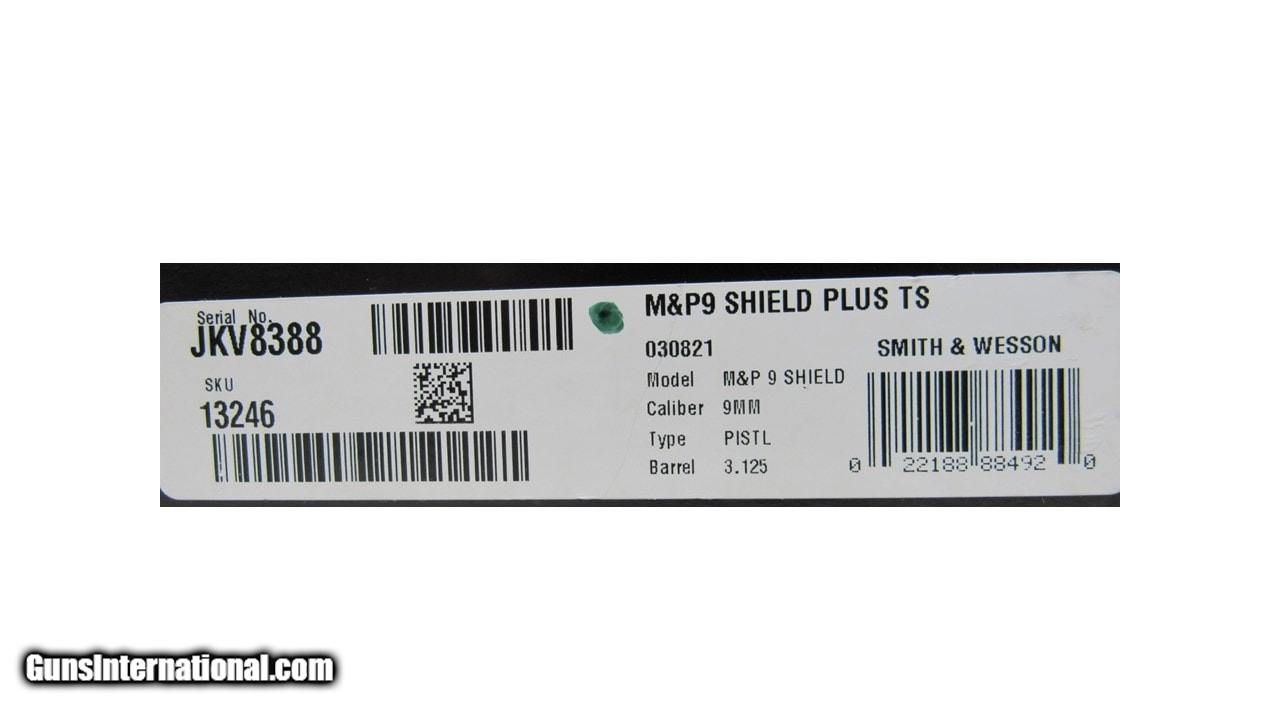 Serial No.
JKV8388
SKU
13246
M&P9 SHIELD PLUS TS
030821
SMITH & WESSON
Model M&P 9 SHIELD
Caliber 9MM
Type PISTL
Barrel 3.125
0 22188 88492 0
GunsInternational.com